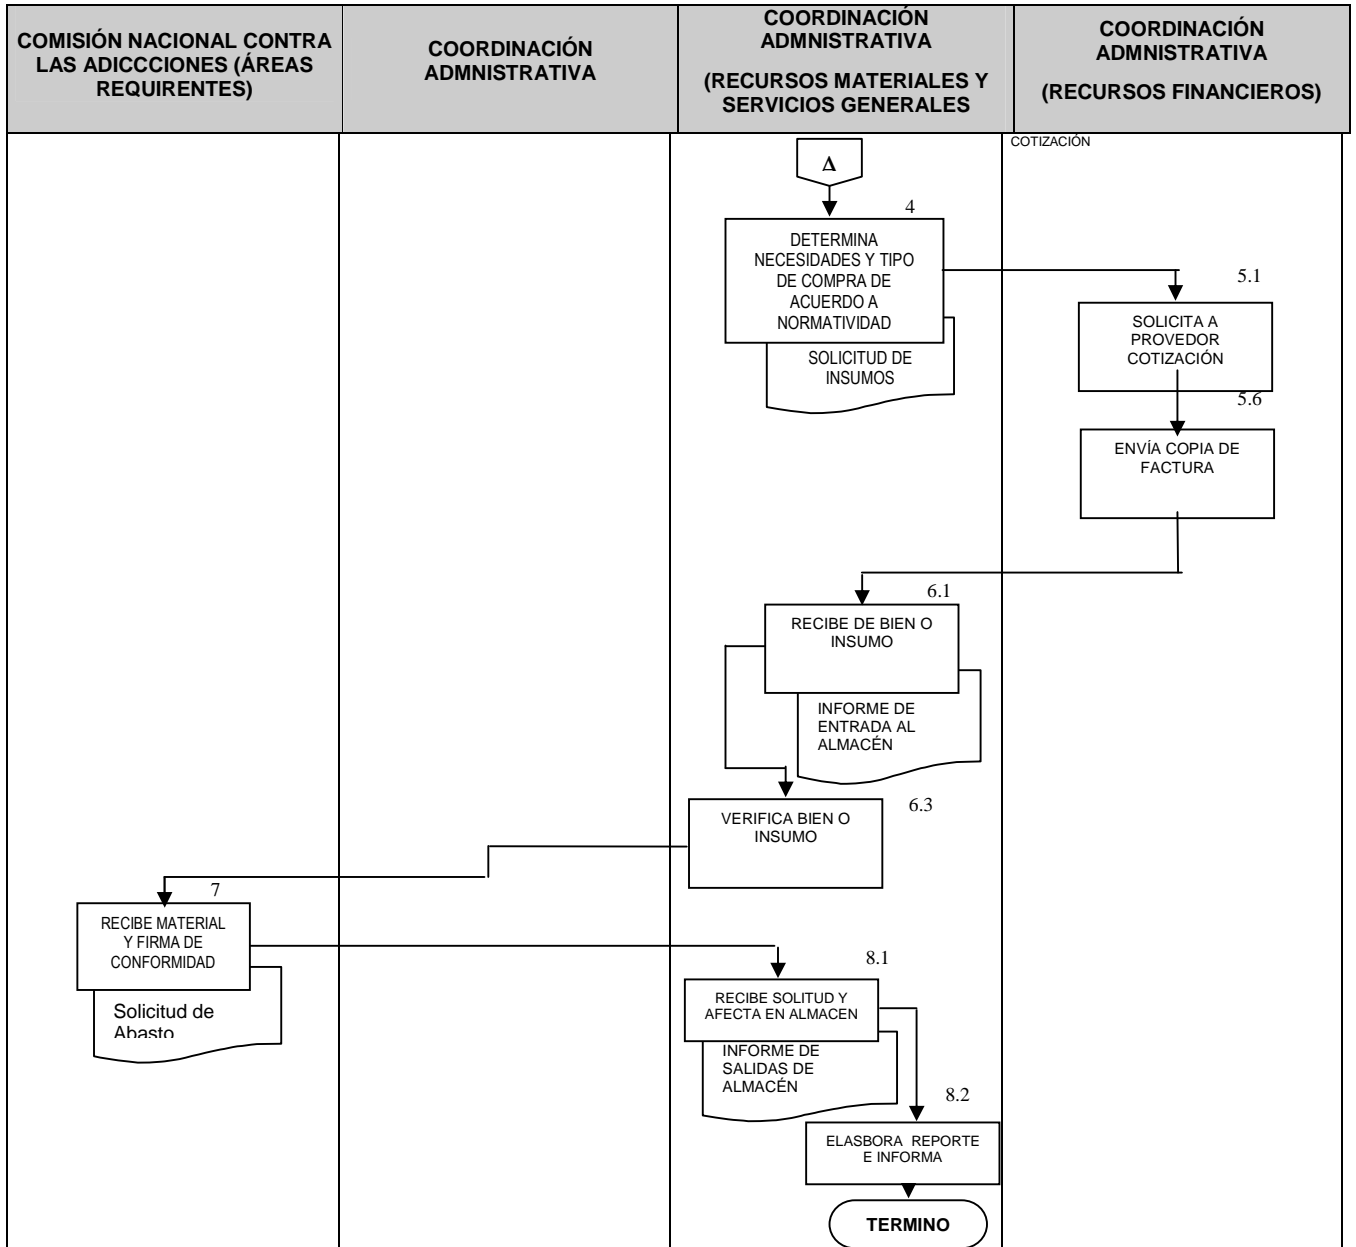 COMISIÓN NACIONAL CONTRA
LAS ADICCCIONES (ÁREAS
REQUIRENTES)
COORDINACIÓN
ADMNISTRATIVA
COORDINACIÓN
ADMNISTRATIVA
(RECURSOS MATERIALES Y
SERVICIOS GENERALES
COORDINACIÓN
ADMNISTRATIVA
(RECURSOS FINANCIEROS)
COTIZACIÓN
Δ
4
DETERMINA
NECESIDADES Y TIPO
DE COMPRA DE
ACUERDO A
NORMATIVIDAD
SOLICITUD DE
INSUMOS
5.1
SOLICITA A
PROVEDOR
COTIZACIÓN
5.6
ENVÍA COPIA DE
FACTURA
6.1
RECIBE DE BIEN O
INSUMO
INFORME DE
ENTRADA AL
ALMACÉN
6.3
VERIFICA BIEN O
INSUMO
7
RECIBE MATERIAL
Y FIRMA DE
CONFORMIDAD
Solicitud de
Abasto
8.1
RECIBE SOLITUD Y
AFECTA EN ALMACEN
INFORME DE
SALIDAS DE
ALMACÉN
8.2
ELASBORA REPORTE
E INFORMA
TERMINO